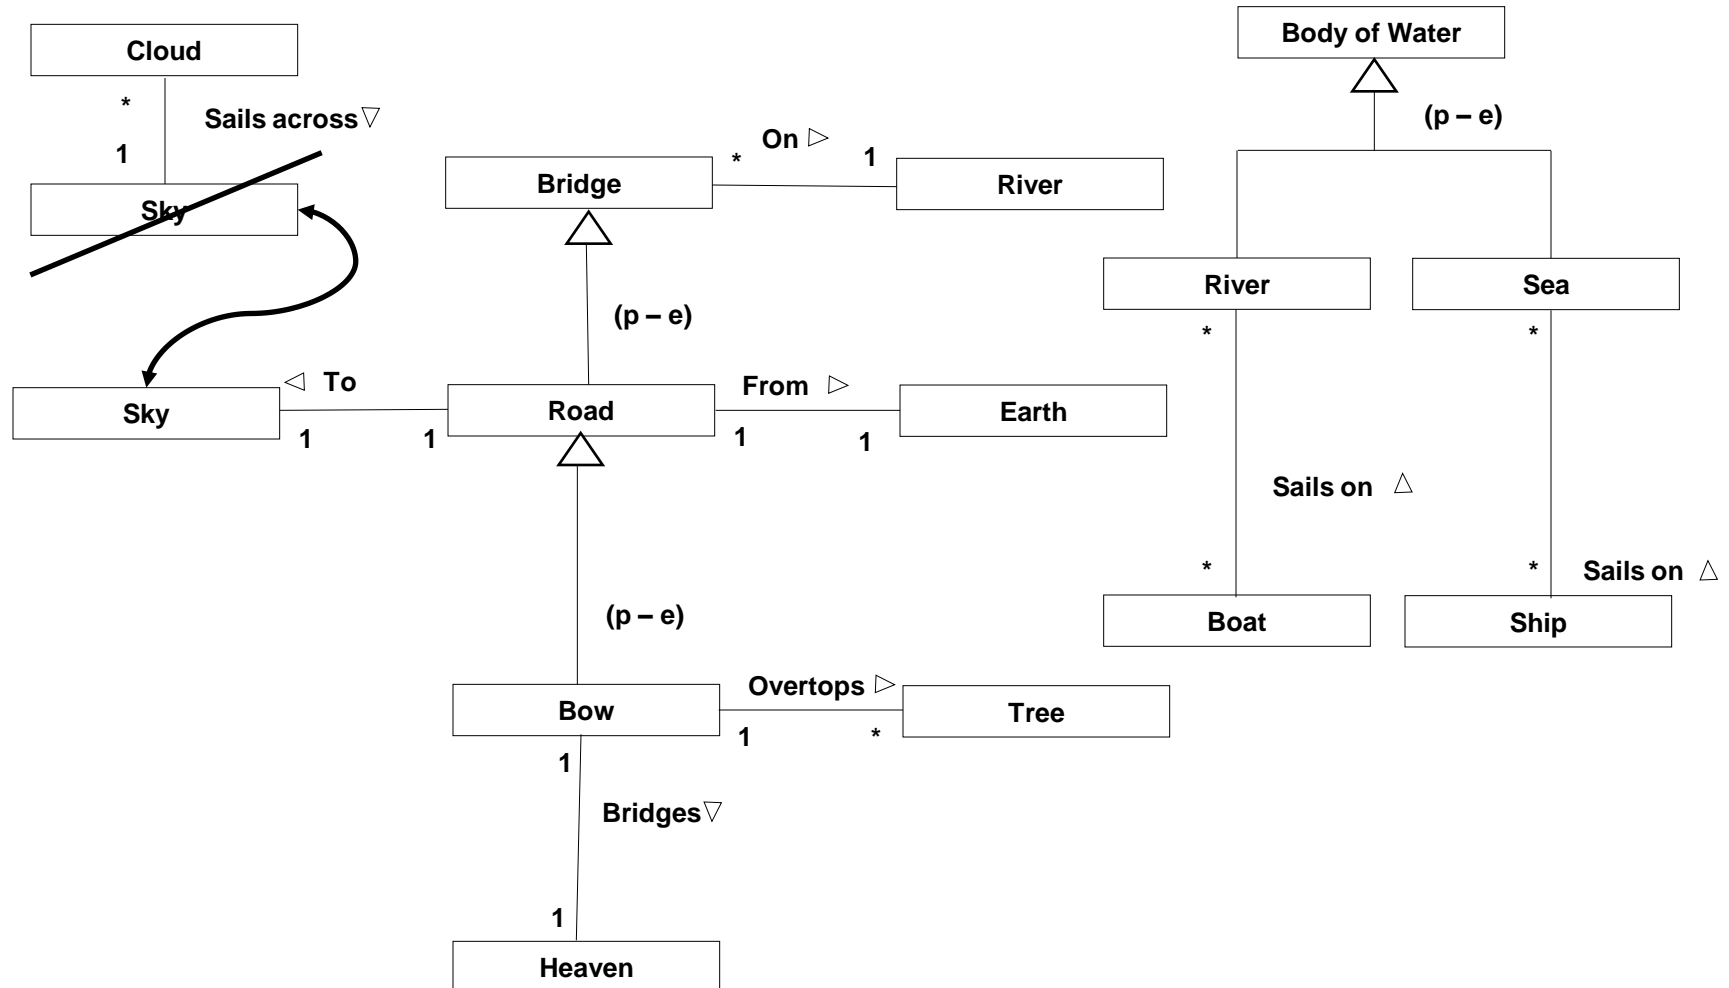 Cloud
*
Sails across ▽
1
Sky
Body of Water
(p – e)
On ▷
*
1
Bridge
River
(p – e)
River
*
Sea
*
◁ To
From ▷
Sky
Road
Earth
1
1
1
1
Sails on △
*
*
Sails on △
Boat
Ship
(p – e)
Overtops ▷
Bow
Tree
1
*
1
Bridges ▽
1
Heaven